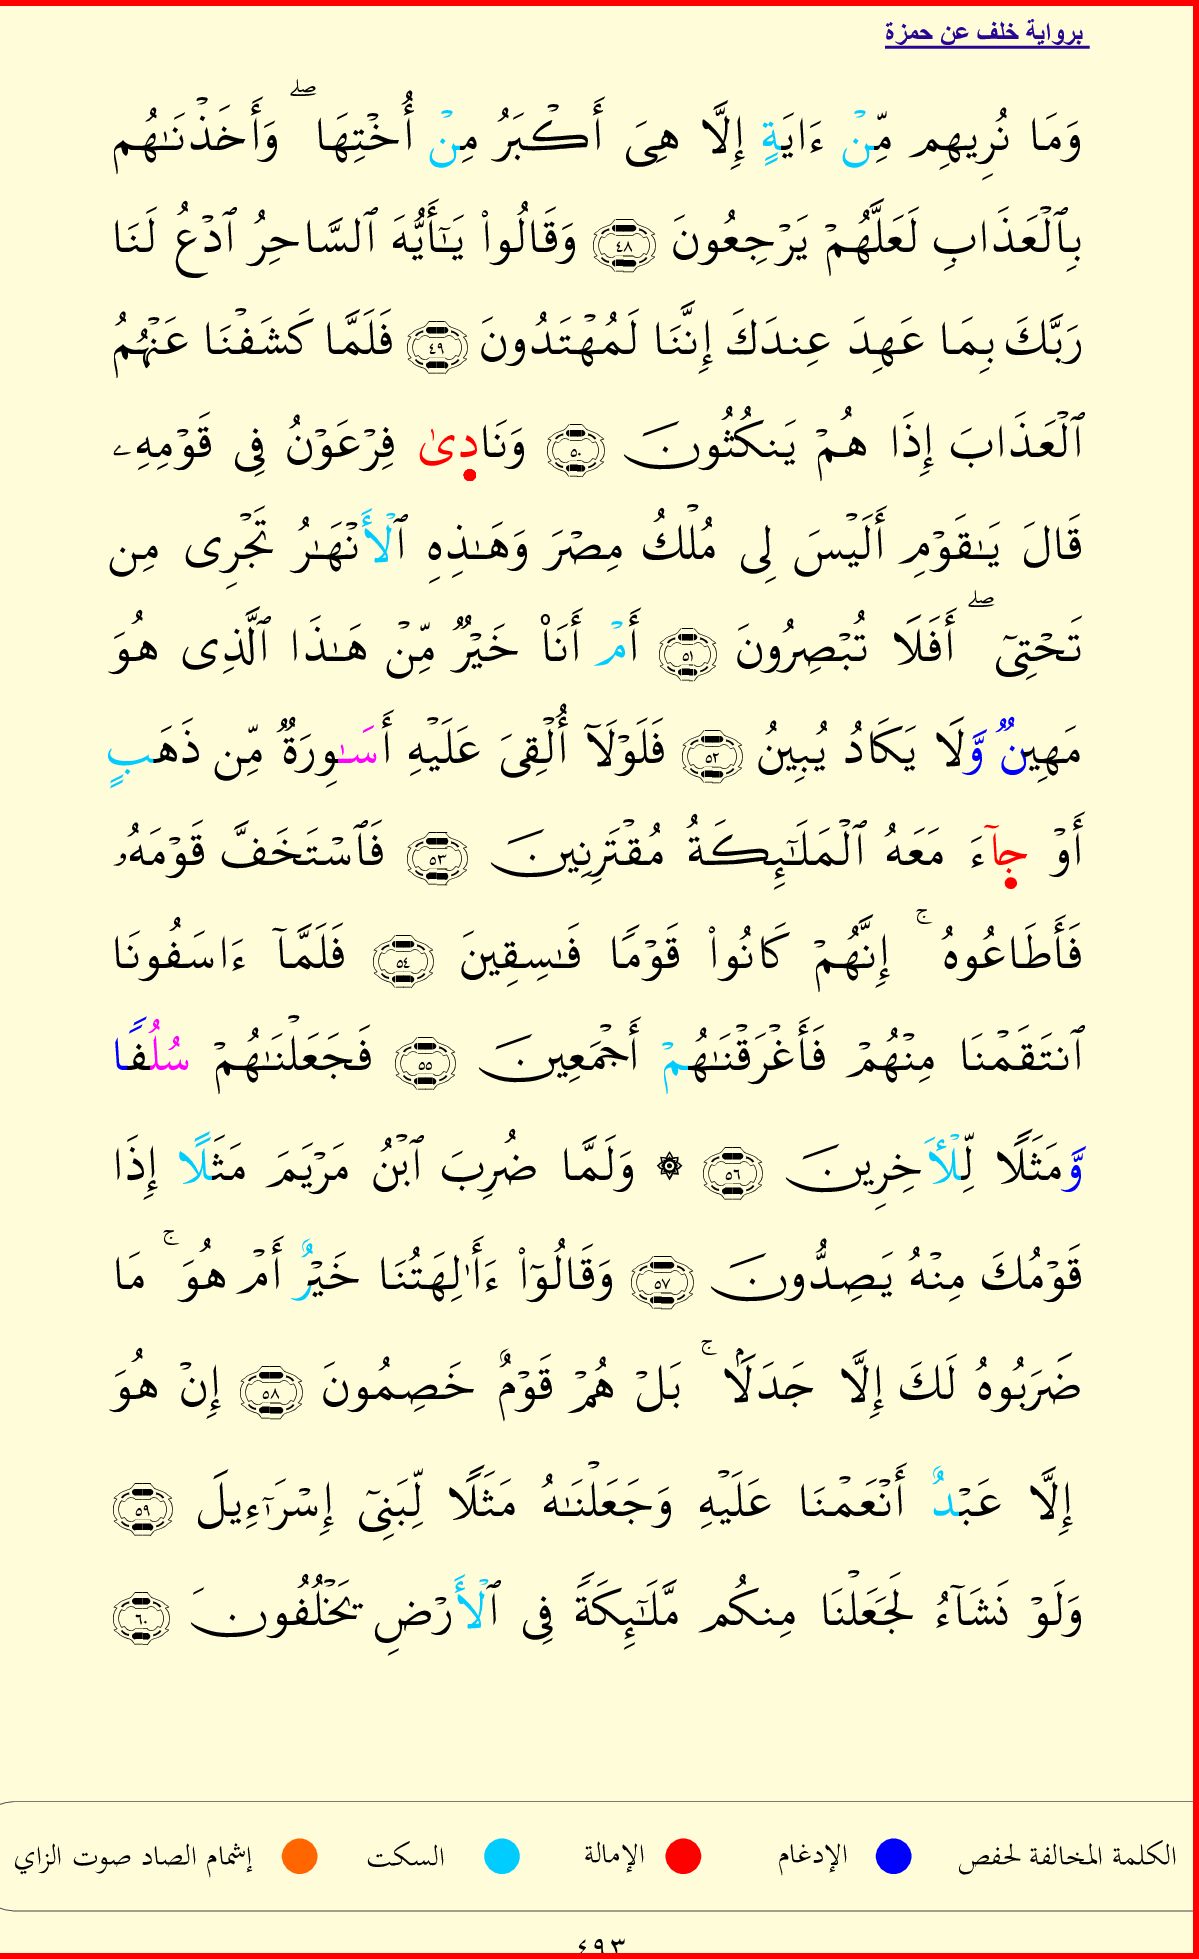 برواية خلف عن حمزة
وَمَا نُرِيهِم مِّنۡ ءَايَةٍ إِلَّا هِيَ أَكۡبَرُ مِنۡ أُخۡتِهَاۖ وَأَخَذۡنَٰهُم
بِٱلۡعَذَابِ لَعَلَّهُمۡ يَرۡجِعُونَ ٤٨ وَقَالُواْ يَٰٓأَيُّهَ ٱلسَّاحِرُ ٱدۡعُ لَنَا
رَبَّكَ بِمَا عَهِدَ عِندَكَ إِنَّنَا لَمُهۡتَدُونَ ٤٩ فَلَمَّا كَشَفۡنَا عَنۡهُمُ
ٱلۡعَذَابَ إِذَا هُمۡ يَنكُثُونَ ٥٠ وَنَادِىٰ فِرۡعَوۡنُ فِي قَوۡمِهِۦ
قَالَ يَٰقَوۡمِ أَلَيۡسَ لِي مُلۡكُ مِصۡرَ وَهَٰذِهِ ٱلۡأَنۡهَٰرُ تَجۡرِي مِن
تَحۡتِيٓۖ أَفَلَا تُبۡصِرُونَ ٥١ أَمۡ أَنَا۠ خَيۡرٞ مِّنۡ هَٰذَا ٱلَّذِي هُوَ
مَهِينٞ وَّلَا يَكَادُ يُبِينُ ٥٢ فَلَوۡلَآ أُلۡقِيَ عَلَيۡهِ أَسَٰوِرَةٞ مِّن ذَهَبٍ
أَوۡ جِآءَ مَعَهُ ٱلۡمَلَٰٓئِكَةُ مُقۡتَرِنِينَ ٥٣ فَٱسۡتَخَفَّ قَوۡمَهُۥ
فَأَطَاعُوهُۚ إِنَّهُمۡ كَانُواْ قَوۡمٗا فَٰسِقِينَ ٥٤ فَلَمَّآ ءَاسَفُونَا
ٱنتَقَمۡنَا مِنۡهُمۡ فَأَغۡرَقۡنَٰهُمۡ أَجۡمَعِينَ ٥٥ فَجَعَلۡنَٰهُمۡ سُلُفٗا
وَّمَثَلٗا لِّلۡأَخِرِينَ ٥٦ ۞ وَلَمَّا ضُرِبَ ٱبۡنُ مَرۡيَمَ مَثَلًا إِذَا
قَوۡمُكَ مِنۡهُ يَصِدُّونَ ٥٧ وَقَالُوٓاْ ءَأَٰلِهَتُنَا خَيۡرٌ أَمۡ هُوَۚ مَا
ضَرَبُوهُ لَكَ إِلَّا جَدَلَۢاۚ بَلۡ هُمۡ قَوۡمٌ خَصِمُونَ ٥٨ إِنۡ هُوَ
إِلَّا عَبۡدٌ أَنۡعَمۡنَا عَلَيۡهِ وَجَعَلۡنَٰهُ مَثَلٗا لِّبَنِيٓ إِسۡرَٰٓءِيلَ ٥٩
وَلَوۡ نَشَآءُ لَجَعَلۡنَا مِنكُم مَّلَٰٓئِكَةٗ فِي ٱلۡأَرۡضِ يَخۡلُفُونَ ٦٠
الكلمة المخالفة لحفص الإدغام الإمالة السكت إشمام الصاد صوت الزاي
٤٩٣